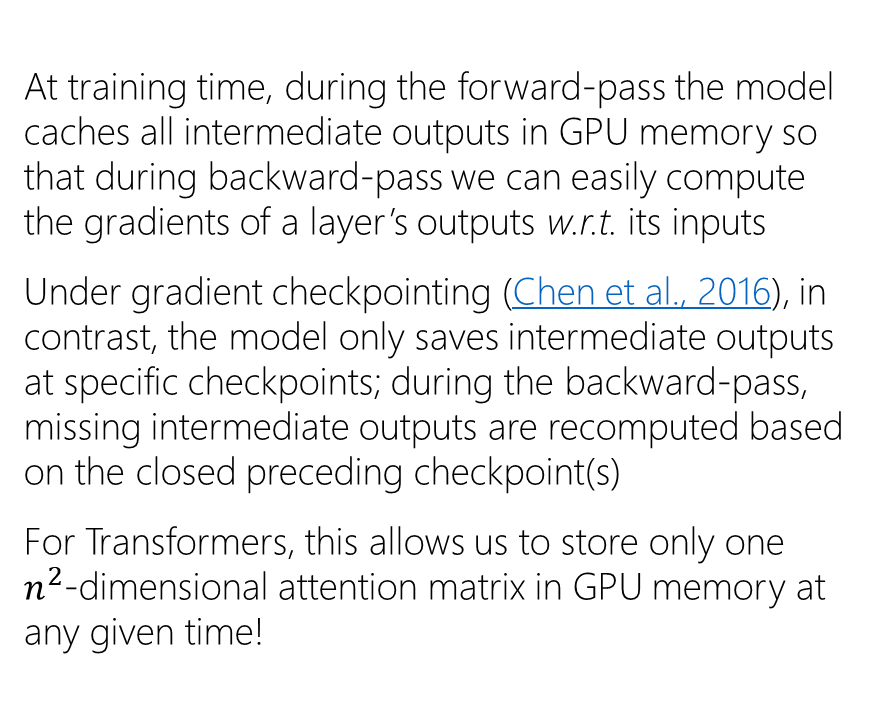 At training time, during the forward-pass the model
caches all intermediate outputs in GPU memory so
that during backward-pass we can easily compute
the gradients of a layer’s outputs w.r.t. its inputs
Under gradient checkpointing (Chen et al., 2016), in
contrast, the model only saves intermediate outputs
at specific checkpoints; during the backward-pass,
missing intermediate outputs are recomputed based
on the closed preceding checkpoint(s)
For Transformers, this allows us to store only one
n²-dimensional attention matrix in GPU memory at
any given time!